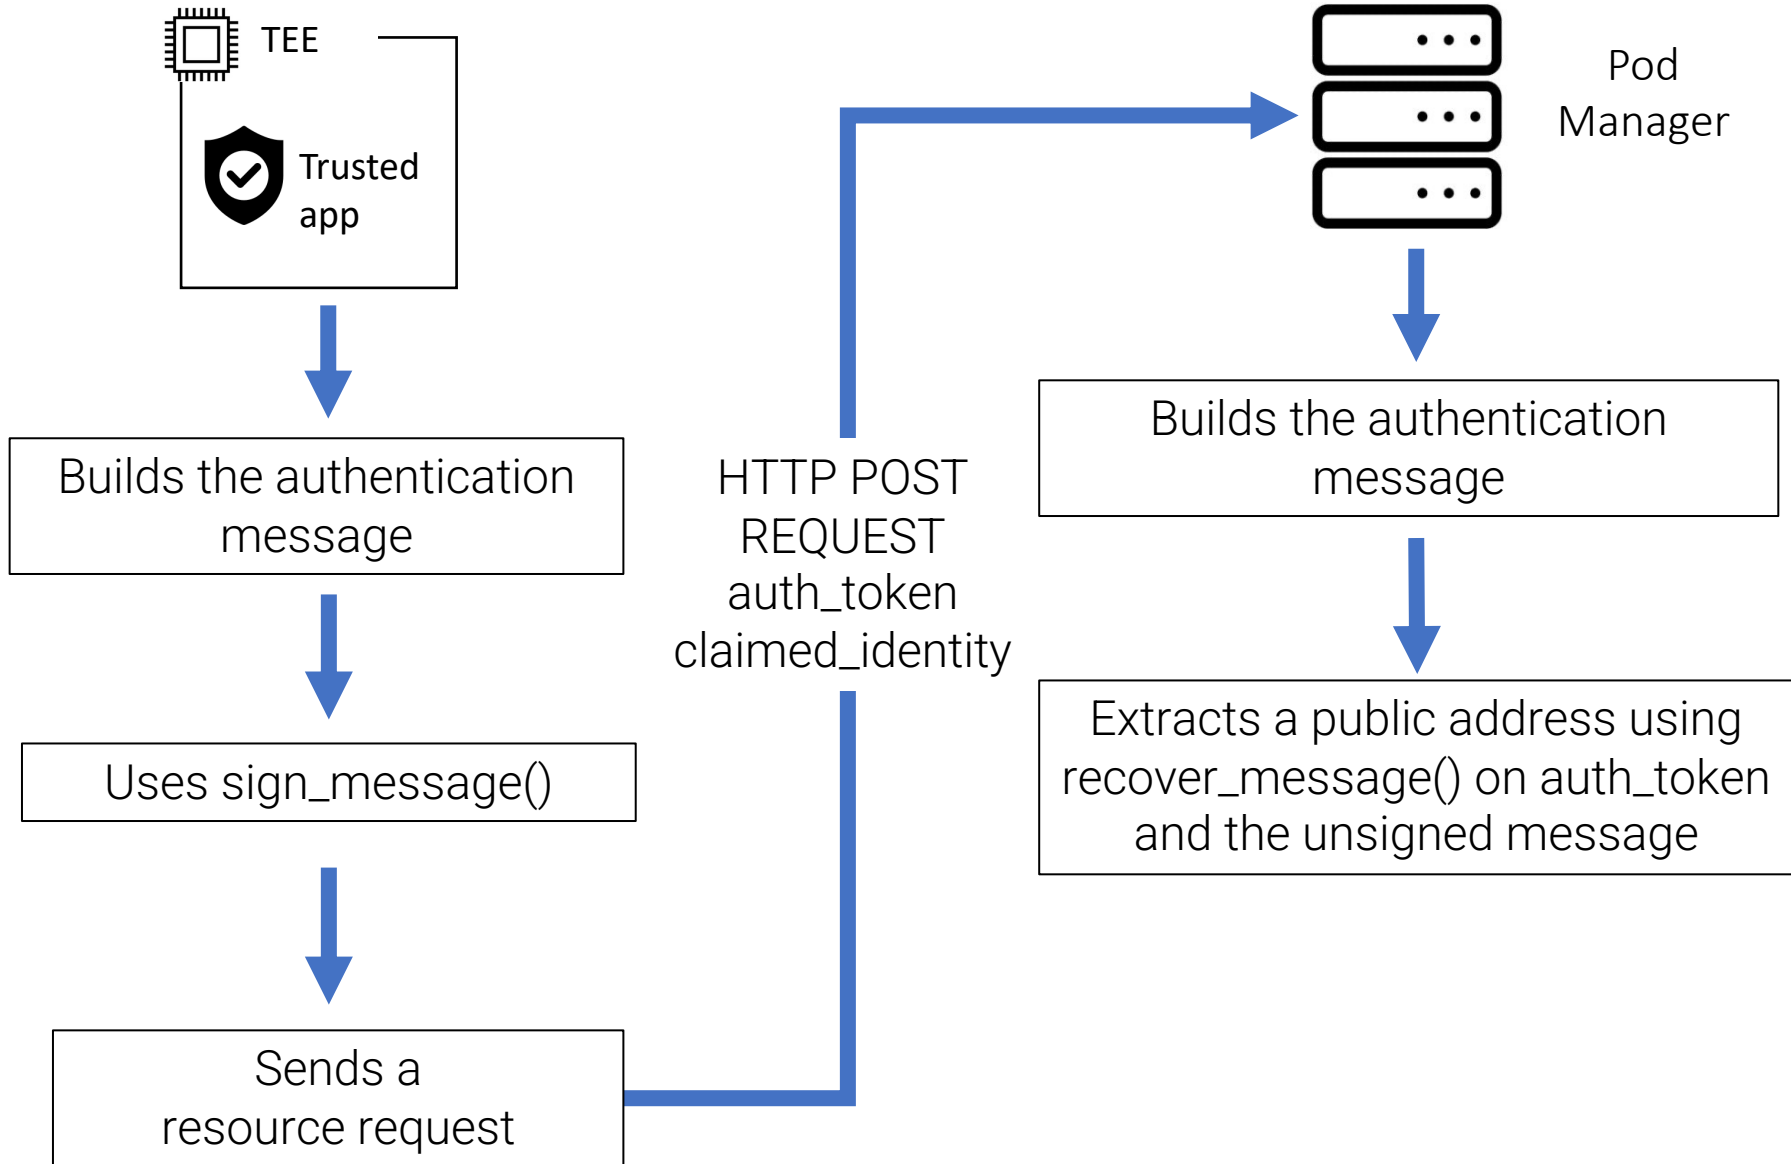 TEE
Trusted
app
Builds the authentication
message
Uses sign_message()
Sends a
resource request
HTTP POST
REQUEST
auth_token
claimed_identity
Pod
Manager
Builds the authentication
message
Extracts a public address using
recover_message() on auth_token
and the unsigned message